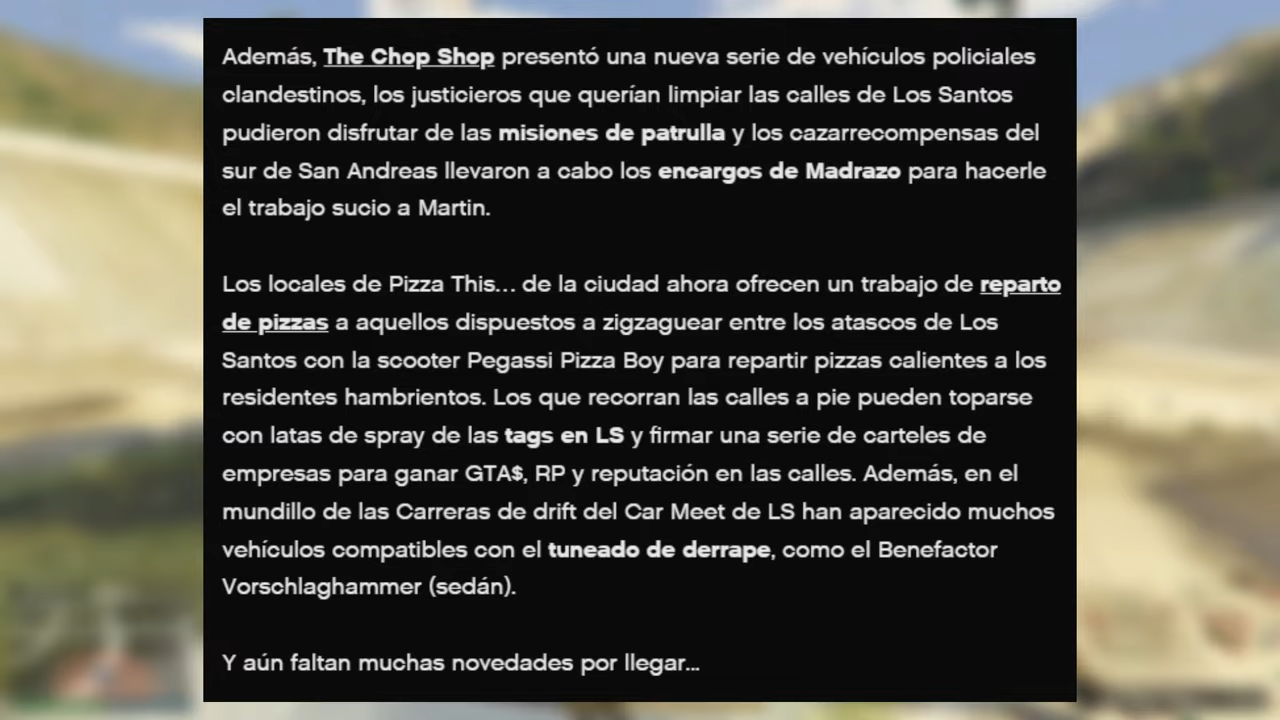 Además, The Chop Shop presentó una nueva serie de vehículos policiales
clandestinos, los justicieros que querían limpiar las calles de Los Santos
pudieron disfrutar de las misiones de patrulla y los cazarrecompensas del
sur de San Andreas llevaron a cabo los encargos de Madrazo para hacerle
el trabajo sucio a Martin.
Los locales de Pizza This... de la ciudad ahora ofrecen un trabajo de reparto
de pizzas a aquellos dispuestos a zigzaguear entre los atascos de Los
Santos con la scooter Pegassi Pizza Boy para repartir pizzas calientes a los
residentes hambrientos. Los que recorran las calles a pie pueden toparse
con latas de spray de las tags en LS y firmar una serie de carteles de
empresas para ganar GTA$, RP y reputación en las calles. Además, en el
mundillo de las Carreras de drift del Car Meet de LS han aparecido muchos
vehículos compatibles con el tuneado de derrape, como el Benefactor
Vorschlaghammer (sedán).
Y aún faltan muchas novedades por llegar...